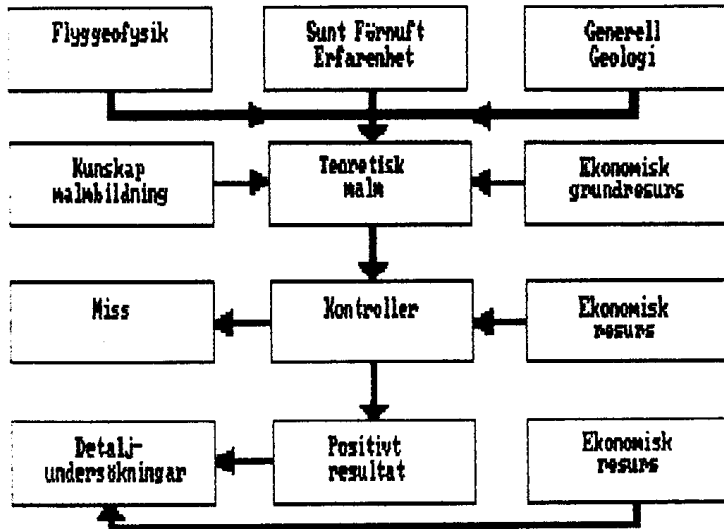 Flyggeofysik
Sunt Förnuft
Erfarenhet
Generell
Geologi
Kunskap
malmbildning
Teoretisk
malm
Ekonomisk
grundresurs
Miss
Kontroller
Ekonomisk
resurs
Detalj-
undersökningar
Positivt
resultat
Ekonomisk
resurs